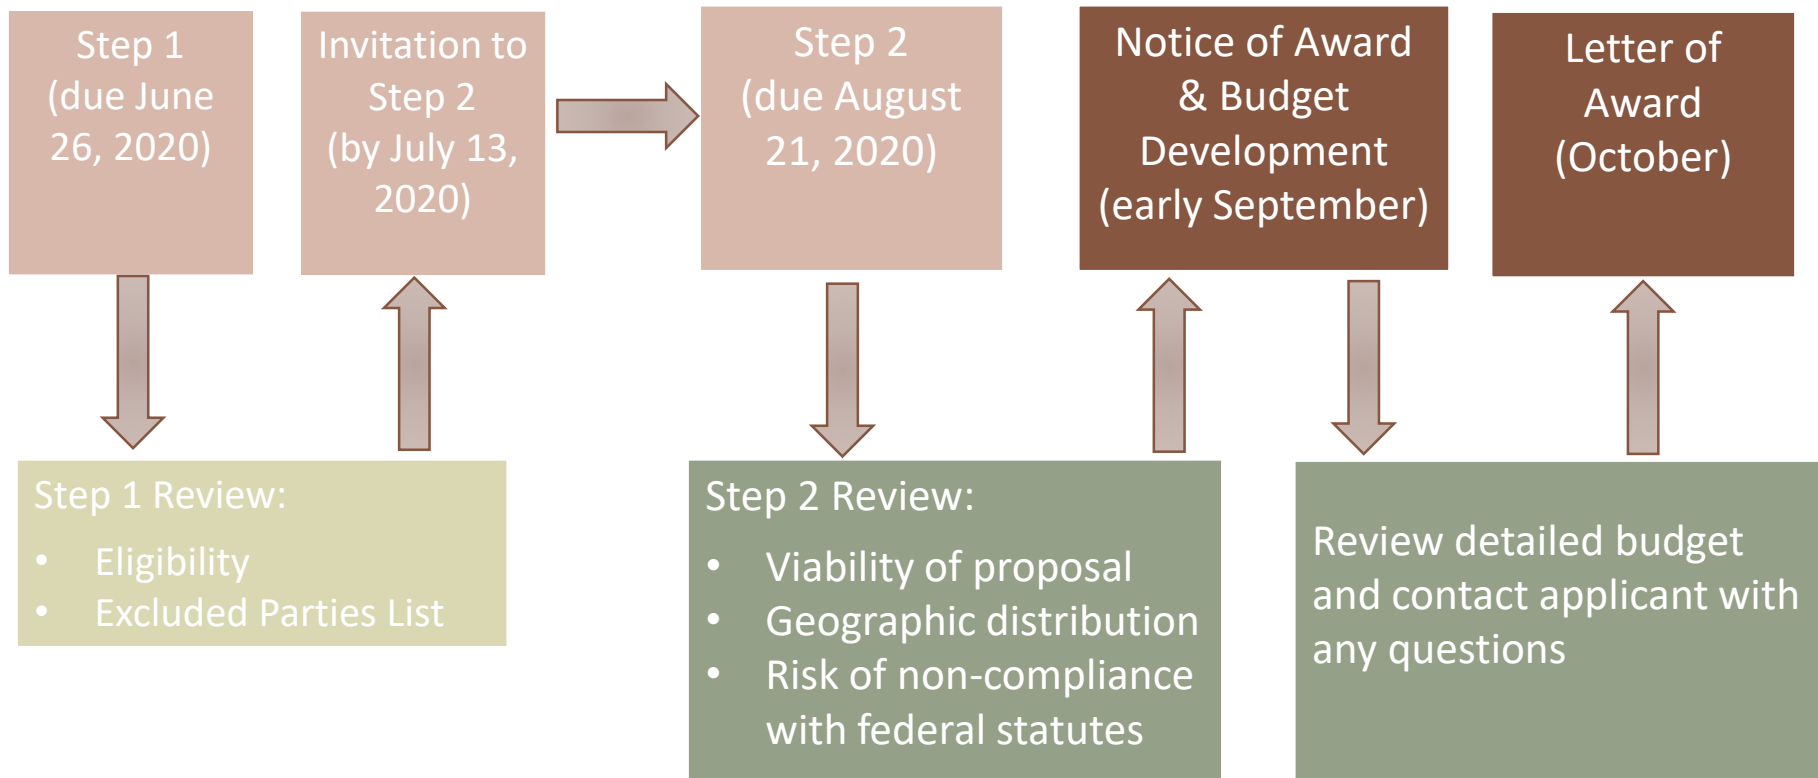 Step 1
(due June
26, 2020)
Invitation to
Step 2
(by July 13,
2020)
Step 2
(due August
21, 2020)
Notice of Award
& Budget
Development
(early September)
Letter of
Award
(October)
Step 1 Review:
• Eligibility
• Excluded Parties List
Step 2 Review:
• Viability of proposal
• Geographic distribution
• Risk of non-compliance
with federal statutes
Review detailed budget
and contact applicant with
any questions